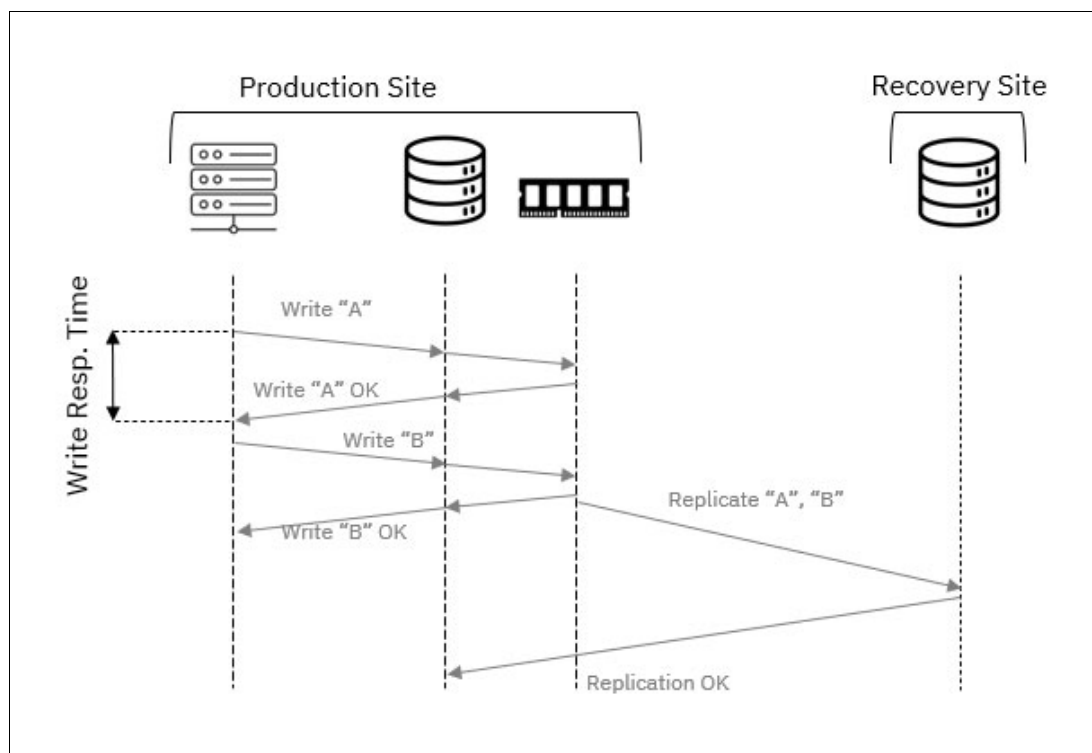 Production Site
Recovery Site
Write Resp. Time
Write “A”
Write “A” OK
Write “B”
Replicate “A”, “B”
Write “B” OK
Replication OK